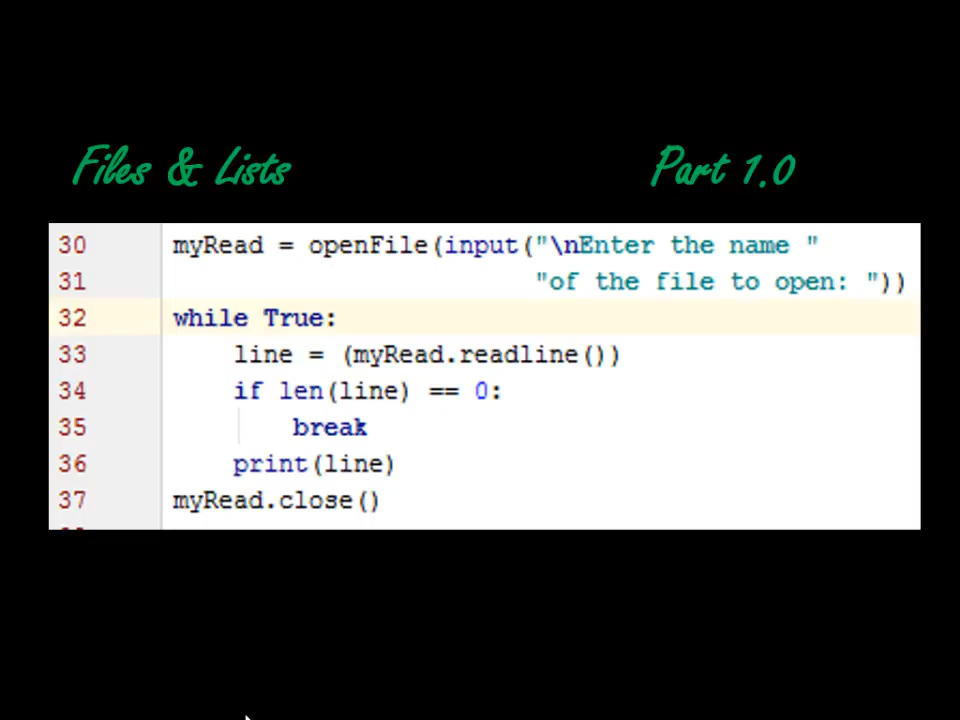 Files & Lists Part 1.0
30 myRead = openFile(input("\nEnter the name "
31 "of the file to open: "))
32 while True:
33 line = (myRead.readline())
34 if len(line) == 0:
35 break
36 print(line)
37 myRead.close()